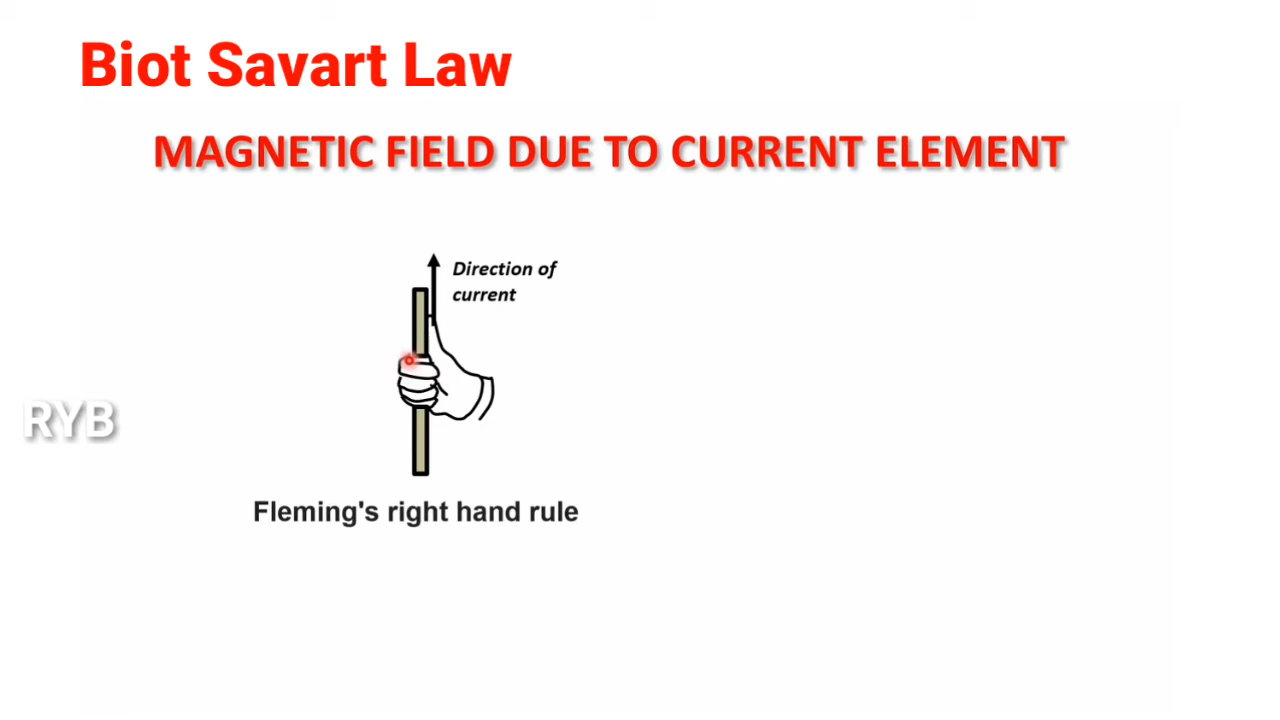 Biot Savart Law
MAGNETIC FIELD DUE TO CURRENT ELEMENT
Direction of
current
RYB
Fleming's right hand rule